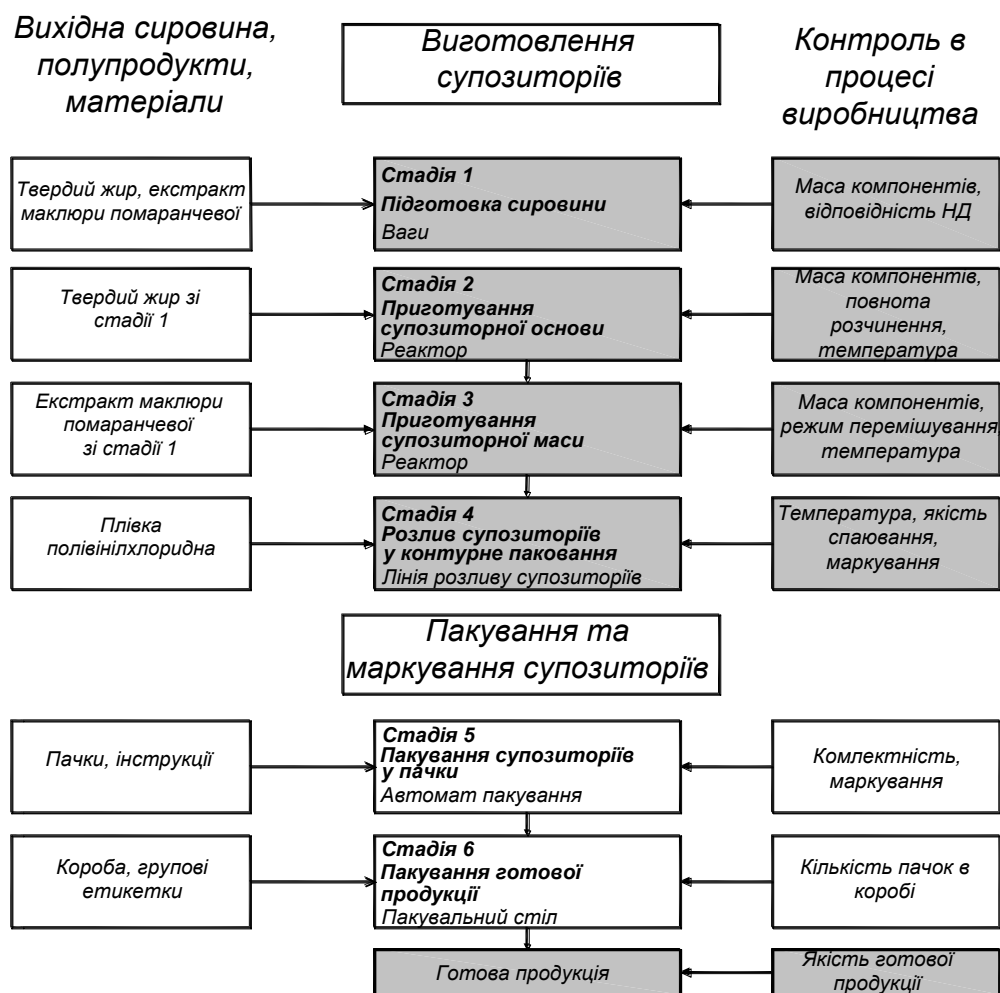 Вихідна сировина,
полупродукти,
матеріали
Виготовлення
супозиторіїв
Контроль в
процесі
виробництва
Твердий жир, екстракт
маклюри помаранчевої
Стадія 1
Підготовка сировини
Ваги
Маса компонентів,
відповідність НД
Твердий жир зі
стадії 1
Стадія 2
Приготування
супозиторної основи
Реактор
Маса компонентів,
повнота
розчинення,
температура
Екстракт маклюри
помаранчевої
зі стадії 1
Стадія 3
Приготування
супозиторної маси
Реактор
Маса компонентів,
режим перемішування,
температура
Плівка
полівінілхлоридна
Стадія 4
Розлив супозиторіїв
у контурне паковання
Лінія розливу супозиторіїв
Температура, якість
спаювання,
маркування
Пакування та
маркування супозиторіїв
Пачки, інструкції
Стадія 5
Пакування супозиторіїв
у пачки
Автомат пакування
Комлектність,
маркування
Короба, групові
етикетки
Стадія 6
Пакування готової
продукції
Пакувальний стіл
Кількість пачок в
коробі
Готова продукція
Якість готової
продукції